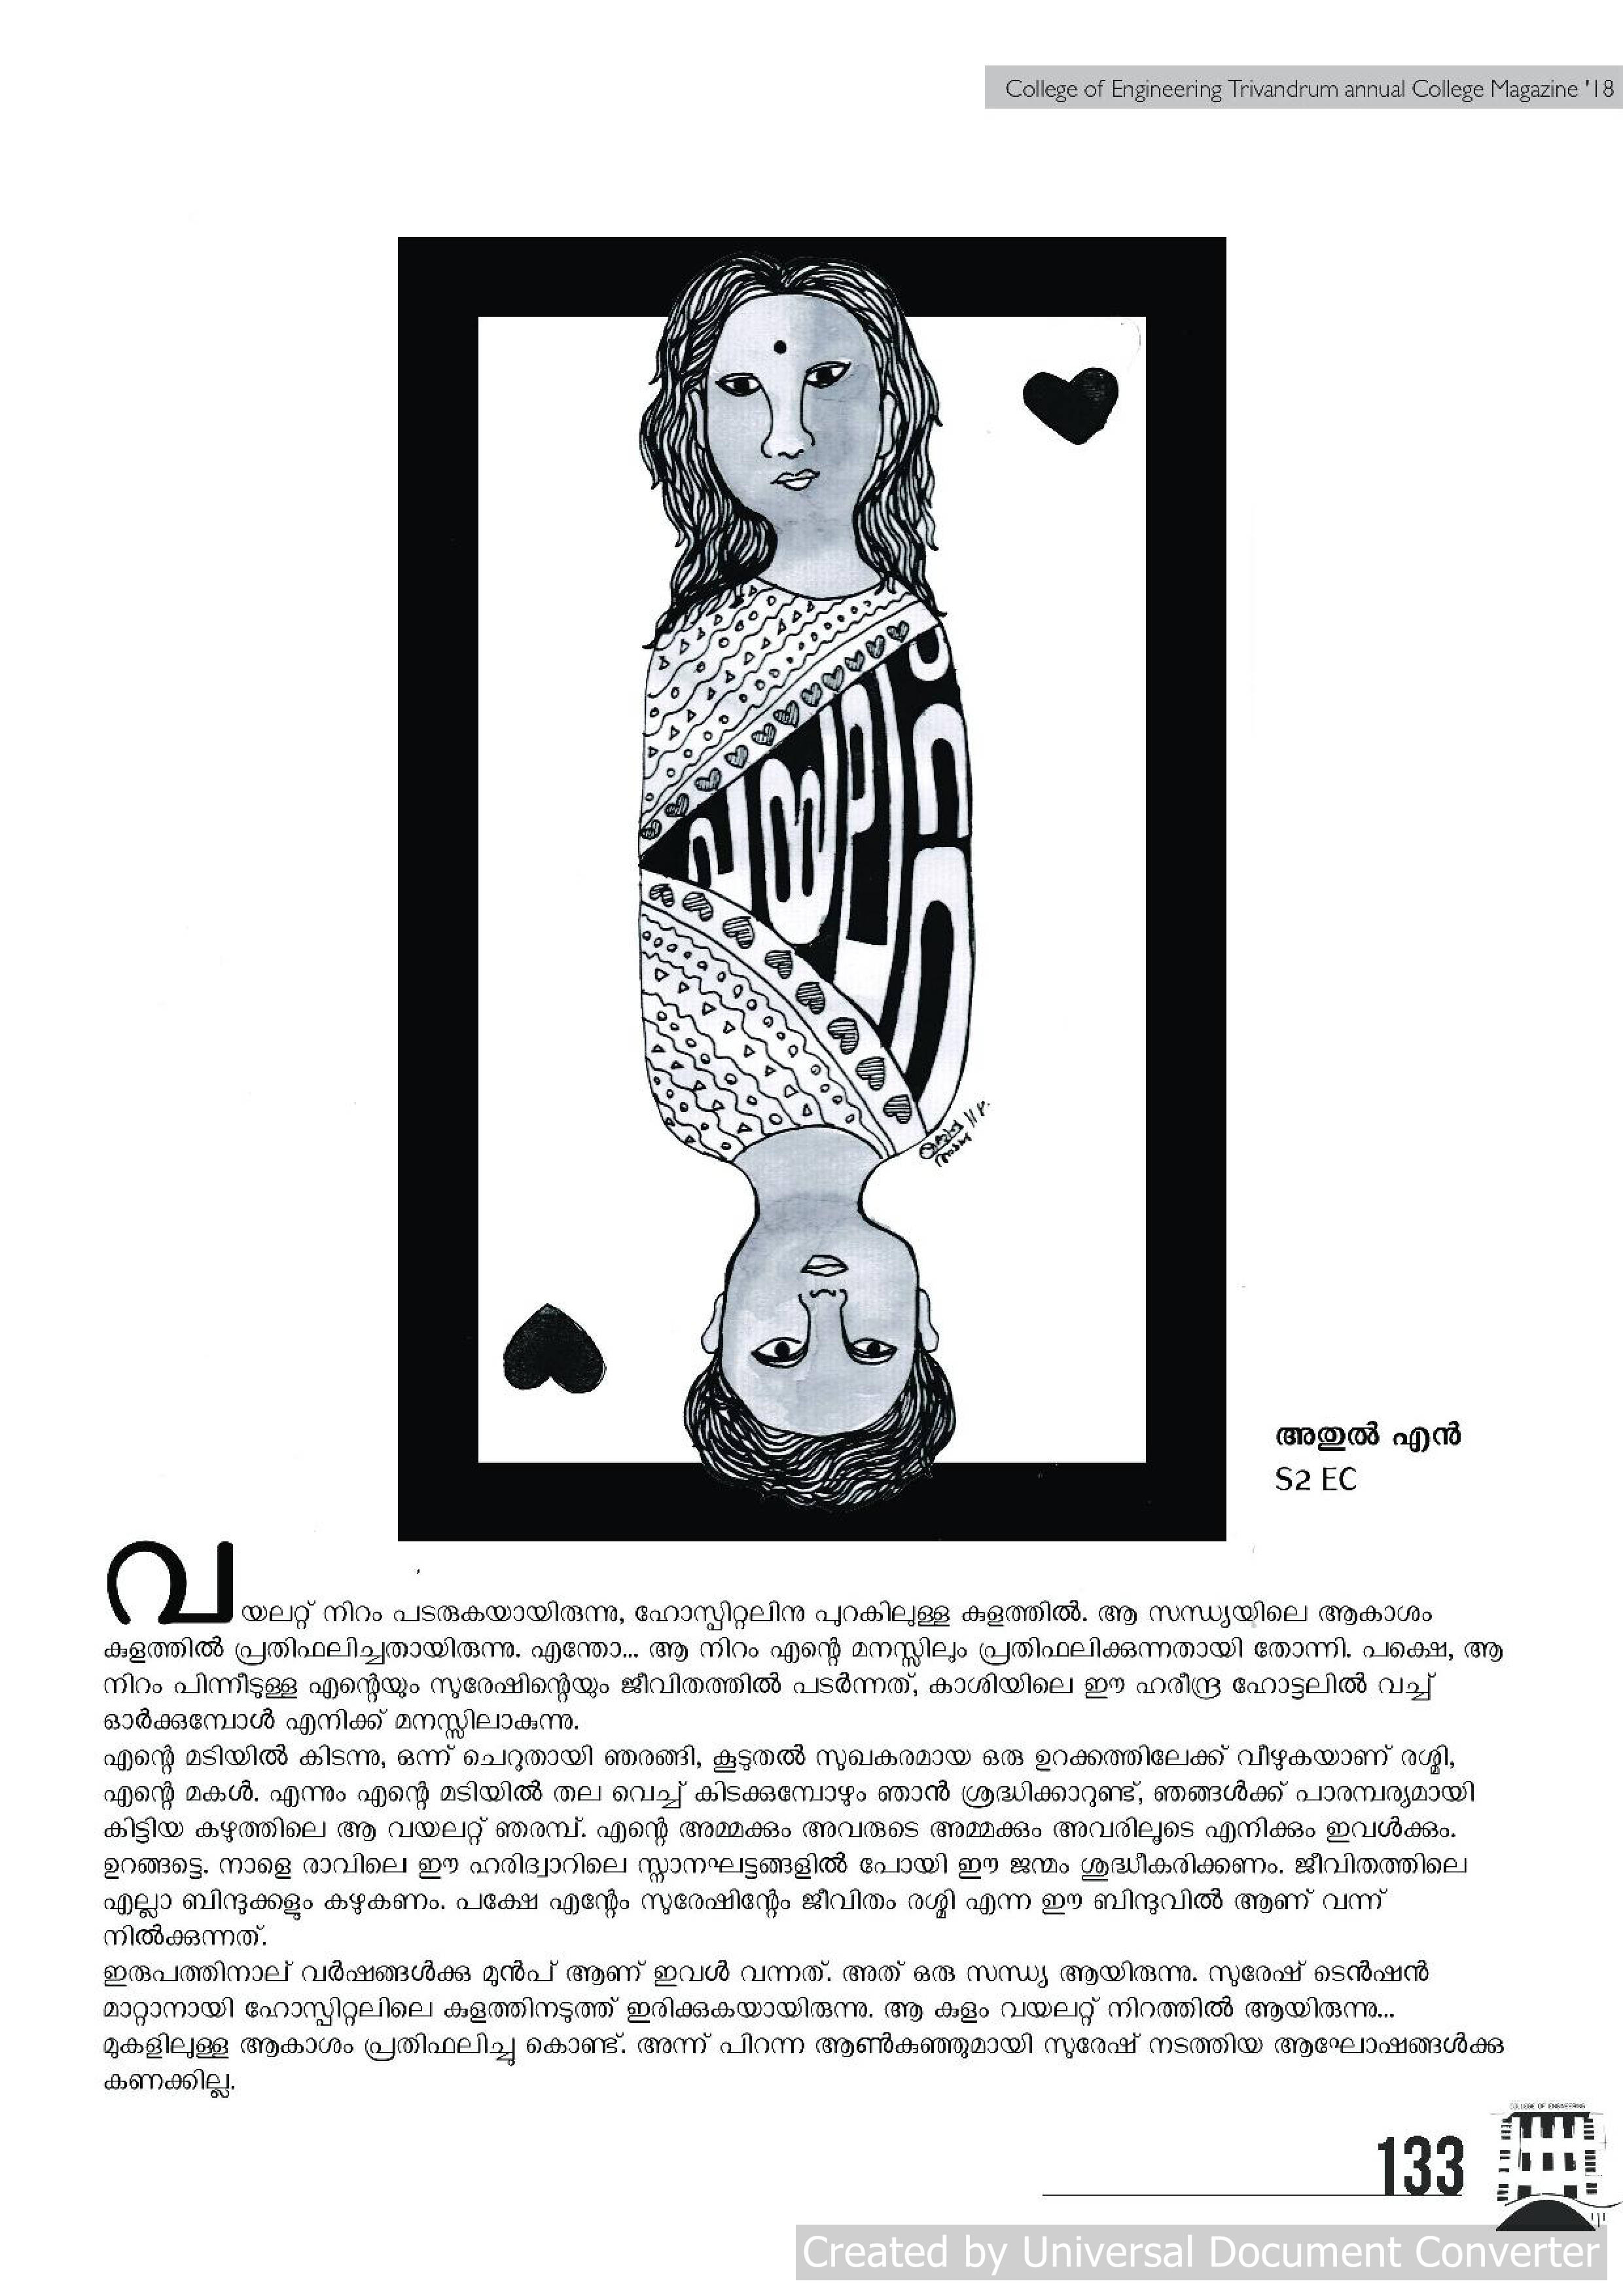 College of Engineering Trivandrum annual College Magazine '18
അതുൽ എൻ
S2 EC
വയലറ്റ് നിറം പടരുകയായിരുന്നു, ഹോസ്പിറ്റലിനു പുറകിലുള്ള കുളത്തിൽ. ആ സന്ധ്യയിലെ ആകാശം
കുളത്തിൽ പ്രതിഫലിച്ചതായിരുന്നു. എന്തോ... ആ നിറം എന്റെ മനസ്സിലും പ്രതിഫലിക്കുന്നതായി തോന്നി. പക്ഷെ, ആ
നിറം പിന്നീടുള്ള എന്റെയും സുരേഷിന്റെയും ജീവിതത്തിൽ പടർന്നത്, കാശിയിലെ ഈ ഹരീന്ദ്ര ഹോട്ടലിൽ വച്ച്
ഓർക്കുമ്പോൾ എനിക്ക് മനസ്സിലാകുന്നു.
എന്റെ മടിയിൽ കിടന്നു, ഒന്ന് ചെറുതായി ഞരങ്ങി, കൂടുതൽ സുഖകരമായ ഒരു ഉറക്കത്തിലേക്ക് വീഴുകയാണ് രശ്മി,
എന്റെ മകൾ. എന്നും എന്റെ മടിയിൽ തല വെച്ച് കിടക്കുമ്പോഴും ഞാൻ ശ്രദ്ധിക്കാറുണ്ട്, ഞങ്ങൾക്ക് പാരമ്പര്യമായി
കിട്ടിയ കഴുത്തിലെ ആ വയലറ്റ് ഞരമ്പ്. എന്റെ അമ്മക്കും അവരുടെ അമ്മക്കും അവരിലൂടെ എനിക്കും ഇവൾക്കും.
ഉറങ്ങട്ടെ. നാളെ രാവിലെ ഈ ഹരിദ്വാറിലെ സ്നാനഘട്ടങ്ങളിൽ പോയി ഈ ജന്മം ശുദ്ധീകരിക്കണം. ജീവിതത്തിലെ
എല്ലാ ബിന്ദുക്കളും കഴുകണം. പക്ഷേ എന്റേം സുരേഷിന്റേം ജീവിതം രശ്മി എന്ന ഈ ബിന്ദുവിൽ ആണ് വന്ന്
നിൽക്കുന്നത്.
ഇരുപത്തിനാല് വർഷങ്ങൾക്കു മുൻപ് ആണ് ഇവൾ വന്നത്. അത് ഒരു സന്ധ്യ ആയിരുന്നു. സുരേഷ് ടെൻഷൻ
മാറ്റാനായി ഹോസ്പിറ്റലിലെ കുളത്തിനടുത്ത് ഇരിക്കുകയായിരുന്നു. ആ കുളം വയലറ്റ് നിറത്തിൽ ആയിരുന്നു...
മുകളിലുള്ള ആകാശം പ്രതിഫലിച്ചു കൊണ്ട്. അന്ന് പിറന്ന ആൺകുഞ്ഞുമായി സുരേഷ് നടത്തിയ ആഘോഷങ്ങൾക്കു
കണക്കില്ല.
COLLEGE OF ENGINEERING
133
Created by Universal Document Converter